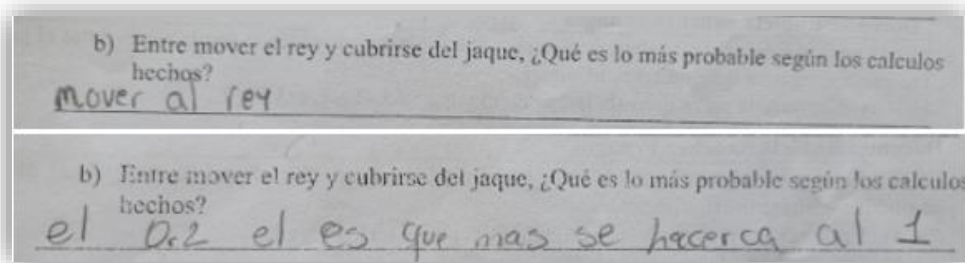 b) Entre mover el rey y cubrirse del jaque, ¿Qué es lo más probable según los calculos
hechos?
mover al rey
b) Entre mover el rey y cubrirse del jaque, ¿Qué es lo más probable según los calculos
hechos?
el 0.2 el es que mas se hacerca al 1